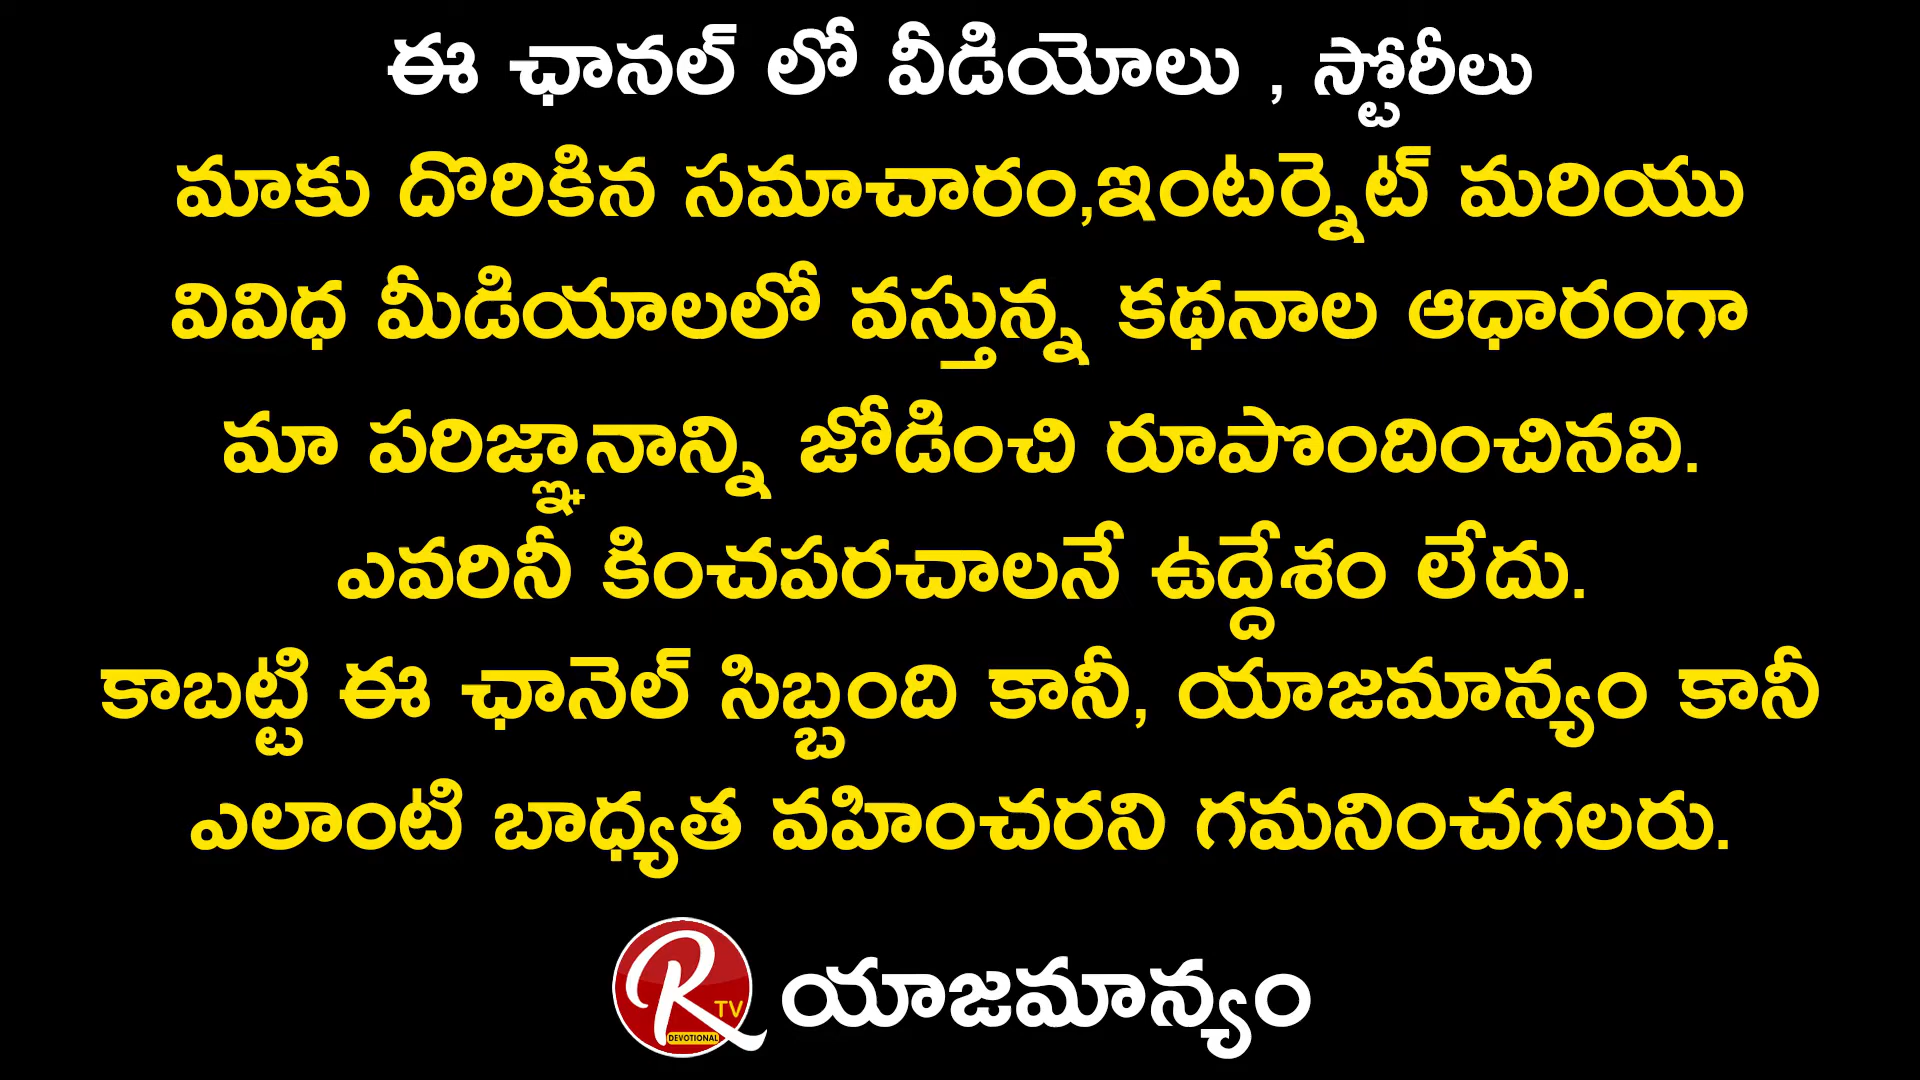 ఈ ఛానల్ లో వీడియోలు , స్టోరీలు
మాకు దొరికిన సమాచారం,ఇంటర్నెట్ మరియు
వివిధ మీడియాలలో వస్తున్న కథనాల ఆధారంగా
మా పరిజ్ఞానాన్ని జోడించి రూపొందించినవి.
ఎవరినీ కించపరచాలనే ఉద్దేశం లేదు.
కాబట్టి ఈ ఛానెల్ సిబ్బంది కానీ, యాజమాన్యం కానీ
ఎలాంటి బాధ్యత వహించరని గమనించగలరు.
R TV DEVOTIONAL యాజమాన్యం